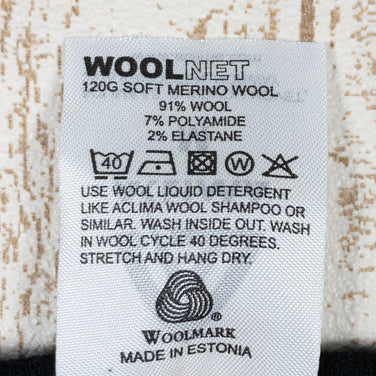 WOOLNET
120G SOFT MERINO WOOL
91% WOOL
7% POLYAMIDE
2% ELASTANE
40 W
USE WOOL LIQUID DETERGENT
LIKE ACLIMA WOOL SHAMPOO OR
SIMILAR. WASH INSIDE OUT. WASH
IN WOOL CYCLE 40 DEGREES.
STRETCH AND HANG DRY.
®
WOOLMARK
MADE IN ESTONIA